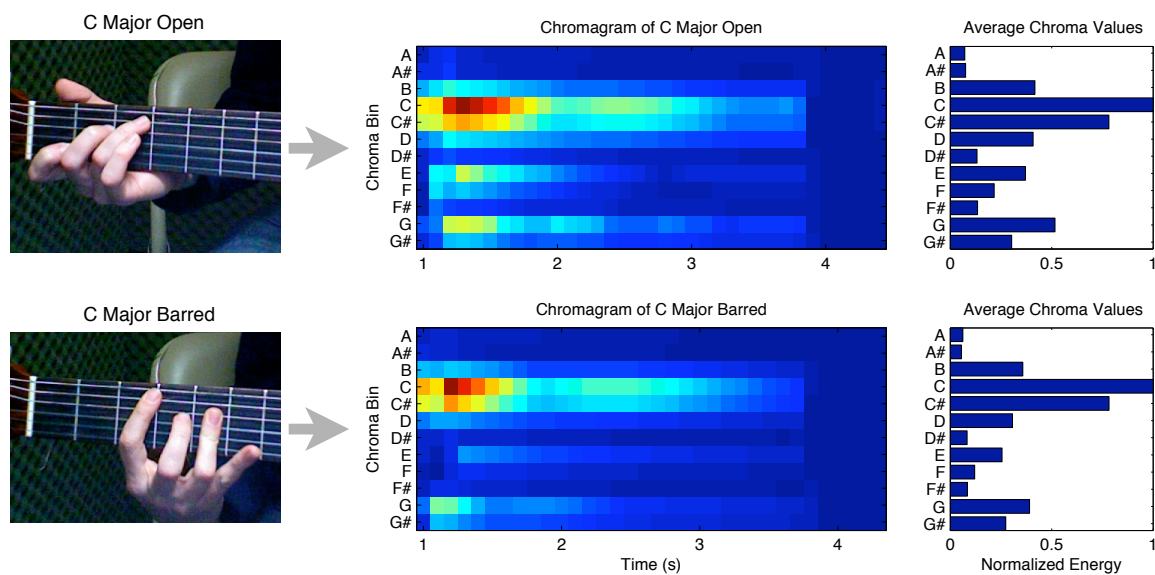 C Major Open
Chromagram of C Major Open
Average Chroma Values
Chroma Bin
A
A#
B
C
C#
D
D#
E
F
F#
G
G#
1 2 3 4
A
A#
B
C
C#
D
D#
E
F
F#
G
G#
0 0.5 1
C Major Barred
Chromagram of C Major Barred
Average Chroma Values
Chroma Bin
A
A#
B
C
C#
D
D#
E
F
F#
G
G#
1 2 3 4
Time (s)
A
A#
B
C
C#
D
D#
E
F
F#
G
G#
0 0.5 1
Normalized Energy